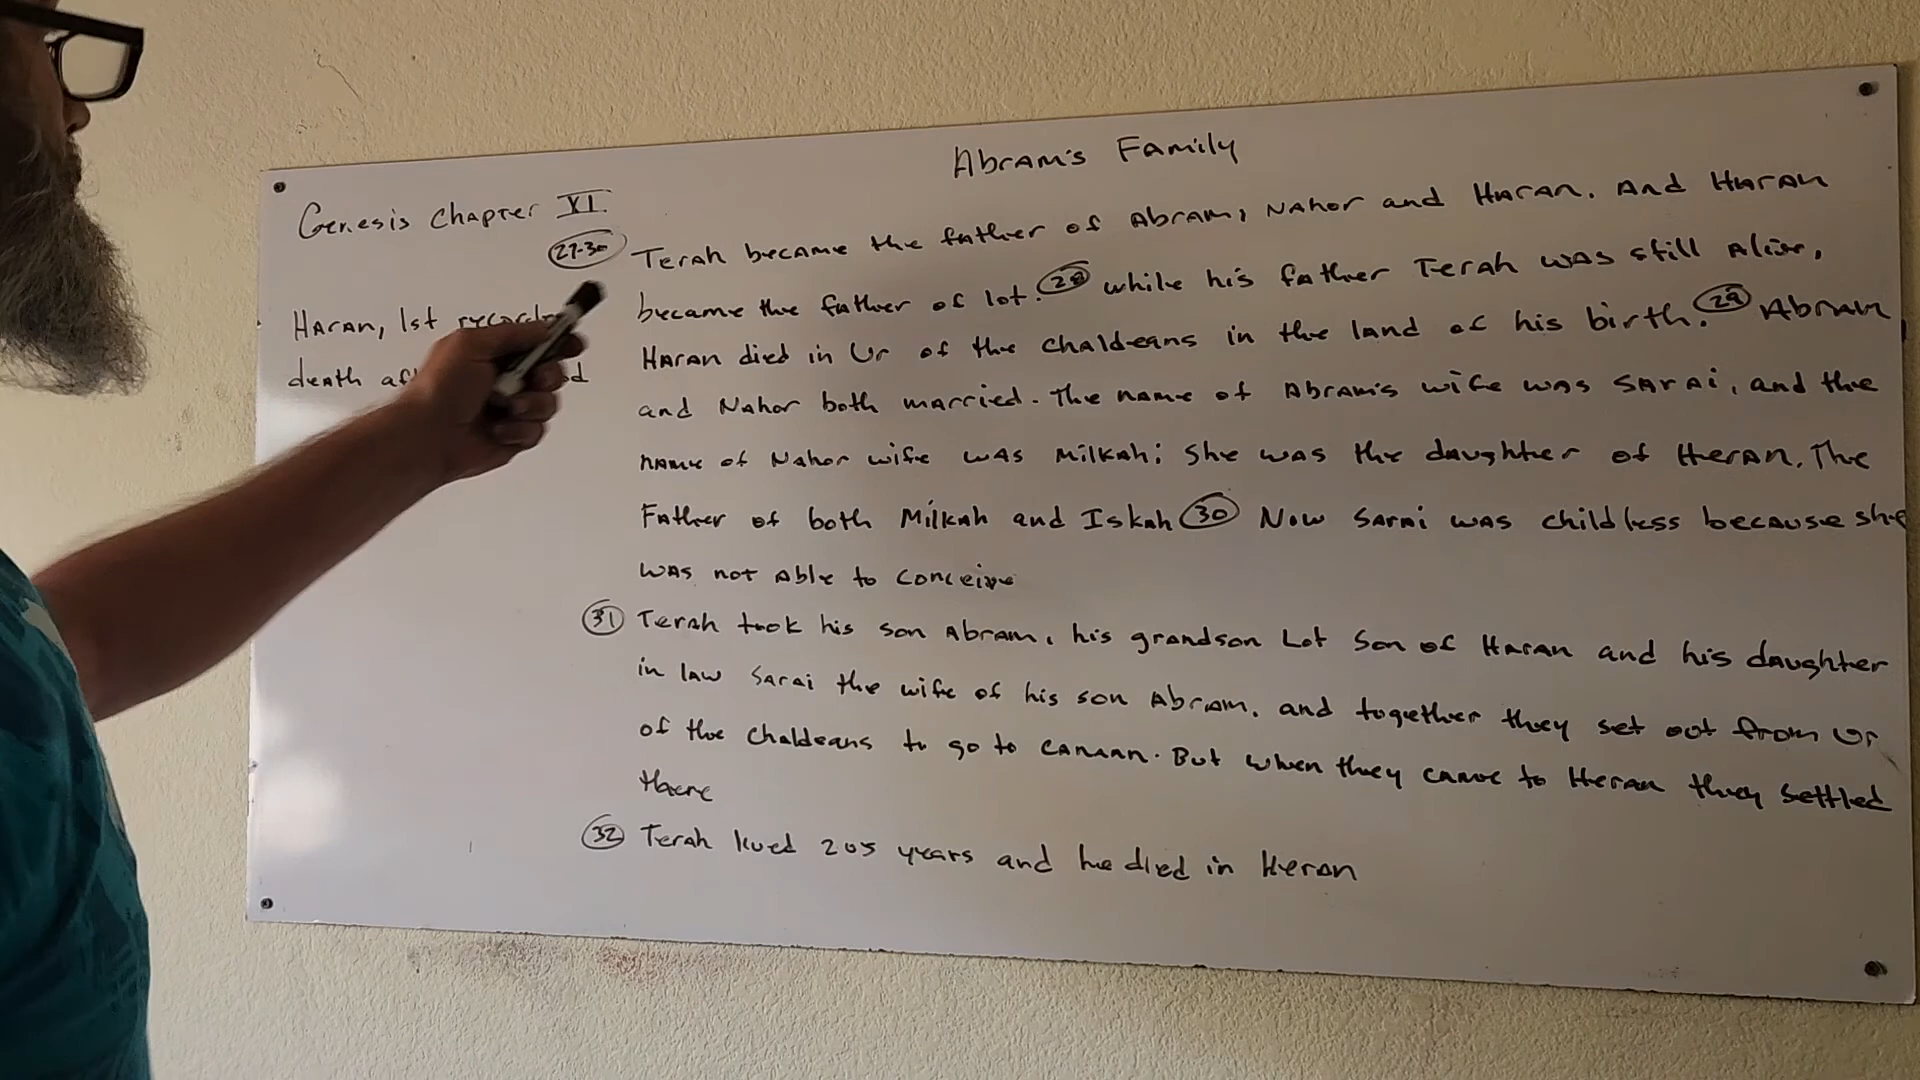 Abram's Family
Genesis Chapter XI.
27-30 Terah became the father of Abram, Nahor and Haran. And Haran
became the father of lot. 28 while his father Terah was still Alive,
Haran died in Ur of the chaldeans in the land of his birth. 29 Abram
and Nahor both married. The name of Abram's wife was SARAi, and the
name of Nahor wife was Milkah; She was the daughter of Heran. The
Father of both Milkah and Iskah 30 Now Sarai was childless because she
was not able to conceive
31 Terah took his son Abram, his grandson Lot Son of Haran and his daughter
in law Sarai the wife of his son Abram. and together they set out from Ur
of the Chaldeans to go to Canaan. But when they came to Heran they settled
there
32 Terah lived 205 years and he died in Heran
Haran, 1st
death